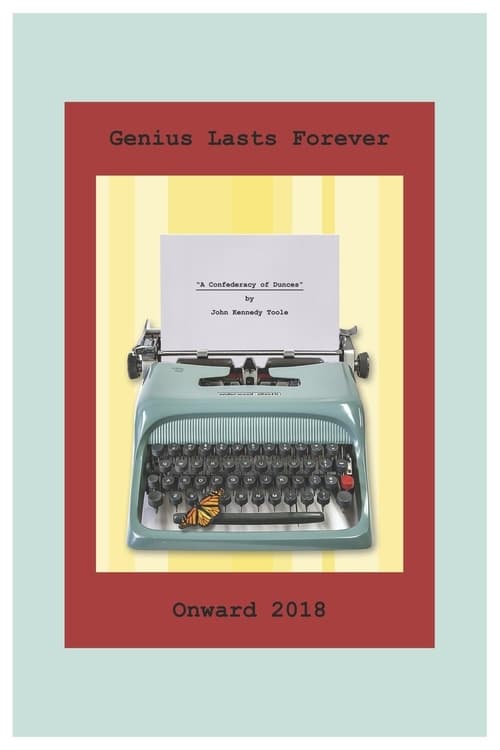 Genius Lasts Forever
"A Confederacy of Dunces"
by
John Kennedy Toole
Onward 2018